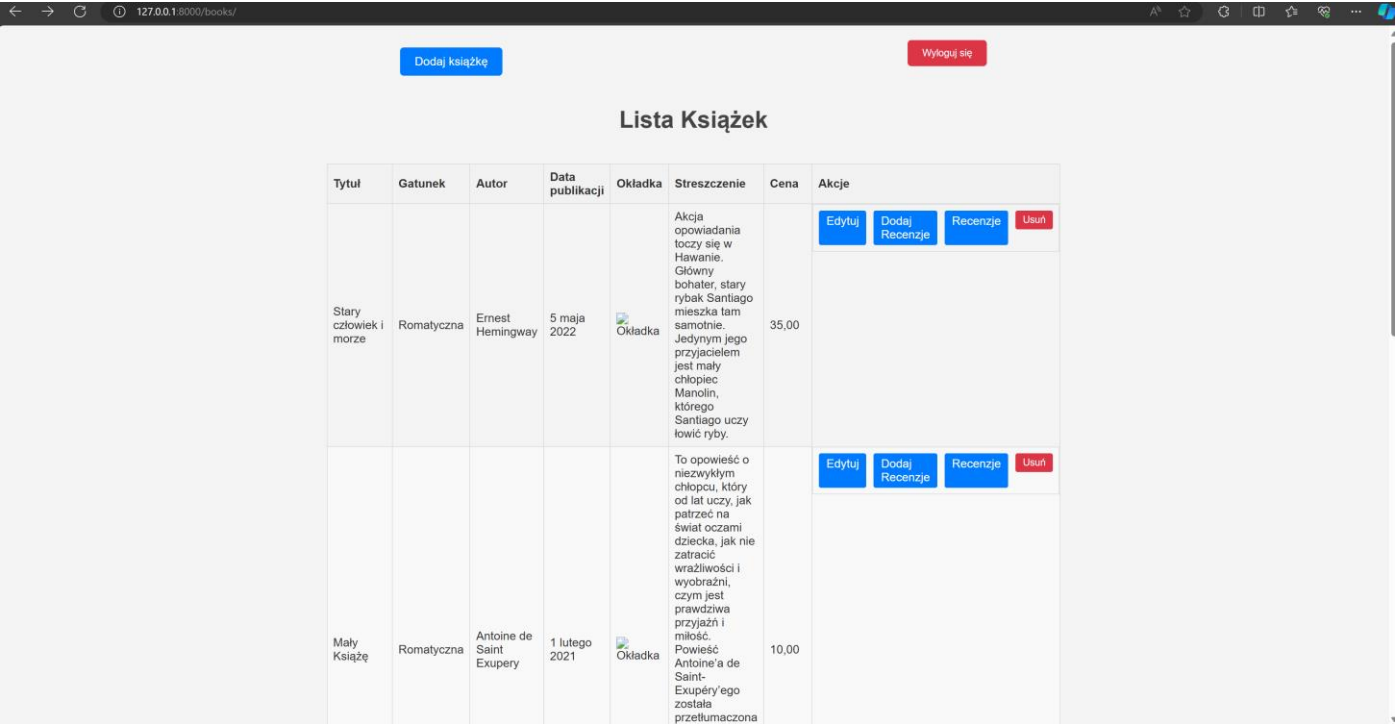 127.0.0.1:8000/books/
Dodaj książkę
Wyloguj się
Lista Książek
Tytuł Gatunek Autor Data publikacji Okładka Streszczenie Cena Akcje
Stary
człowiek i
morze
Romatyczna
Ernest
Hemingway
5 maja
2022
Okładka
Akcja
opowiadania
toczy się w
Hawanie.
Główny
bohater, stary
rybak Santiago
mieszka tam
samotnie.
Jedynym jego
przyjacielem
jest mały
chłopiec
Manolin,
którego
Santiago uczy
łowić ryby.
35,00
Edytuj
Dodaj
Recenzje
Recenzje
Usuń
Mały
Książę
Romatyczna
Antoine de
Saint
Exupery
1 lutego
2021
Okładka
To opowieść o
niezwykłym
chłopcu, który
od lat uczy, jak
patrzeć na
świat oczami
dziecka, jak nie
zatracić
wrażliwości i
wyobraźni,
czym jest
prawdziwa
przyjaźń i
miłość.
Powieść
Antoine'a de
Saint-
Exupéry'ego
została
przetłumaczona
10,00
Edytuj
Dodaj
Recenzje
Recenzje
Usuń